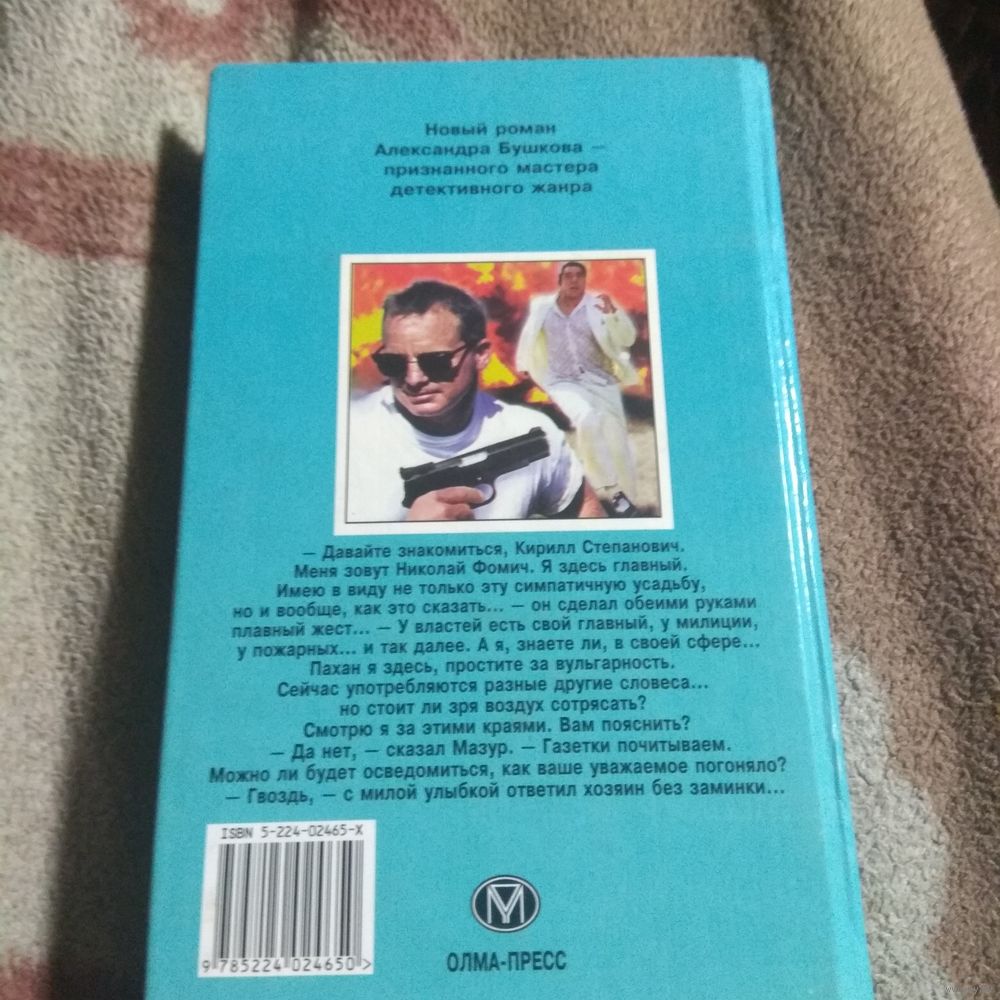 Новый роман
Александра Бушкова –
признанного мастера
детективного жанра
– Давайте знакомиться, Кирилл Степанович.
Меня зовут Николай Фомич. Я здесь главный.
Имею в виду не только эту симпатичную усадьбу,
но и вообще, как это сказать... – он сделал обеими руками
плавный жест... – У властей есть свой главный, у милиции,
у пожарных... и так далее. А я, знаете ли, в своей сфере...
Пахан я здесь, простите за вульгарность.
Сейчас употребляются разные другие словеса...
но стоит ли зря воздух сотрясать?
Смотрю я за этими краями. Вам пояснить?
– Да нет, – сказал Мазур. – Газетки почитываем.
Можно ли будет осведомиться, как ваше уважаемое погоняло?
– Гвоздь, – с милой улыбкой ответил хозяин без заминки...
ISBN 5-224-02465-X
9 785224 024650 >
ОЛМА-ПРЕСС